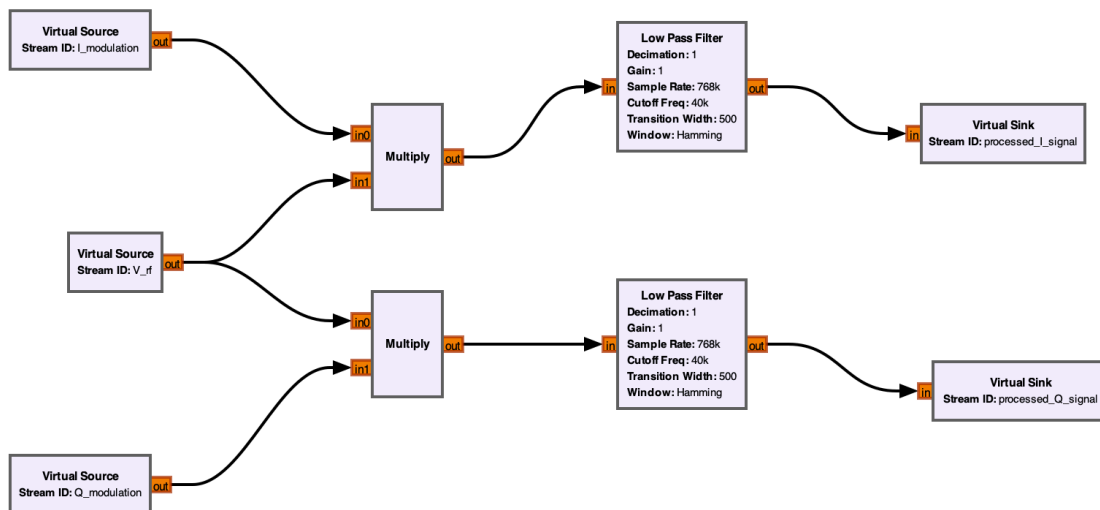 Virtual Source
Stream ID: I_modulation
out
in0
in1
Multiply
out
in
Low Pass Filter
Decimation: 1
Gain: 1
Sample Rate: 768k
Cutoff Freq: 40k
Transition Width: 500
Window: Hamming
out
in
Virtual Sink
Stream ID: processed_I_signal
Virtual Source
Stream ID: V_rf
out
in0
in1
Multiply
out
in
Low Pass Filter
Decimation: 1
Gain: 1
Sample Rate: 768k
Cutoff Freq: 40k
Transition Width: 500
Window: Hamming
out
in
Virtual Sink
Stream ID: processed_Q_signal
Virtual Source
Stream ID: Q_modulation
out